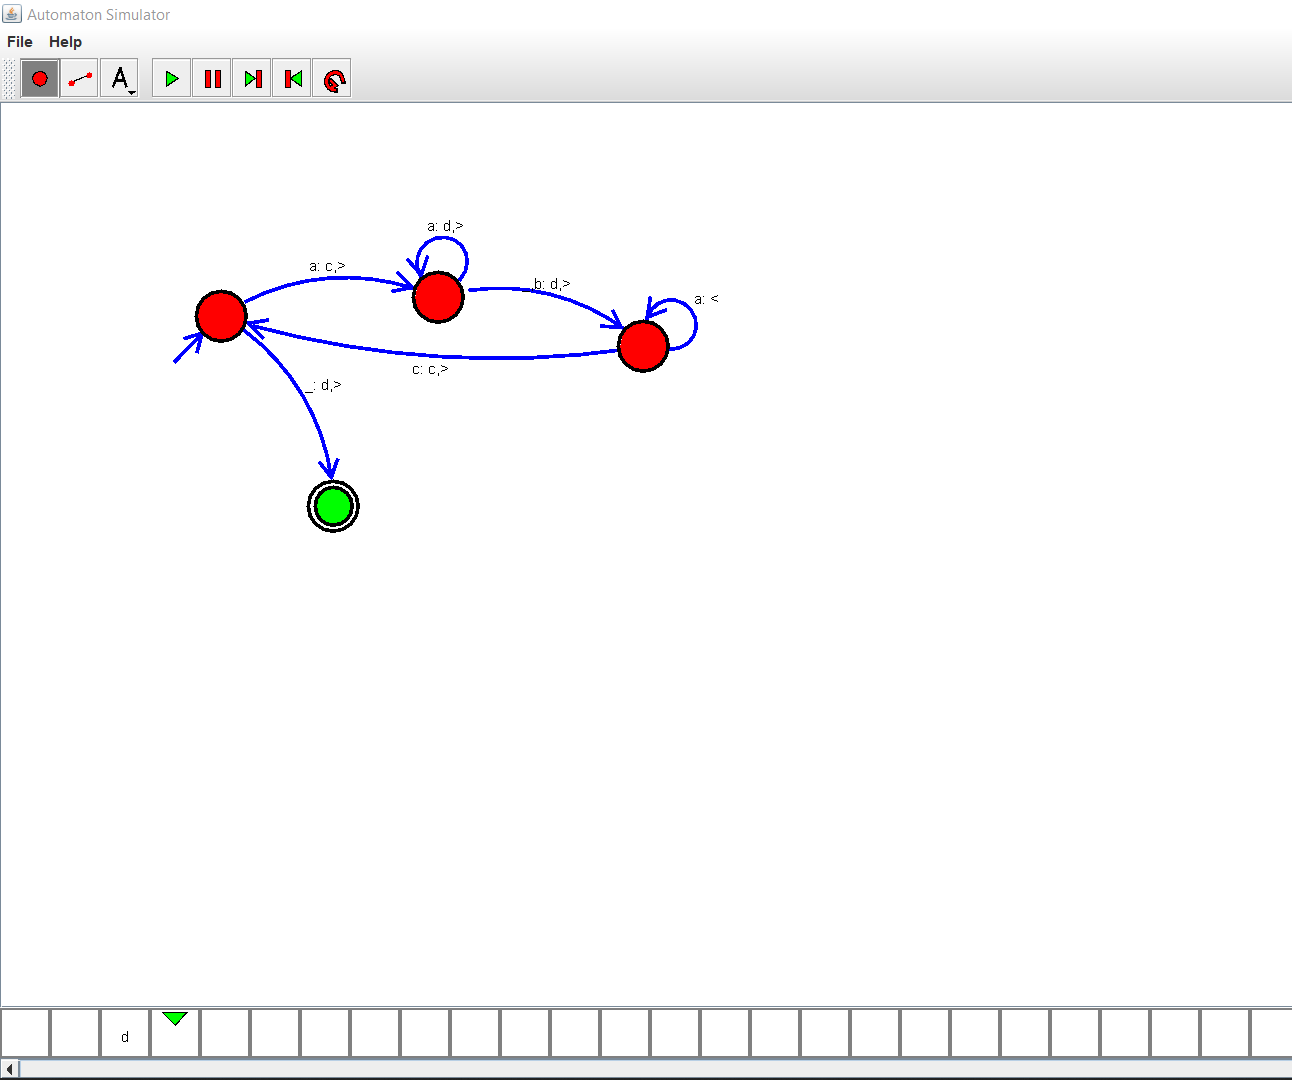 Automaton Simulator
File Help
A
a: d,>
a: c,>
b: d,>
a: <
c: c,>
_: d,>
d